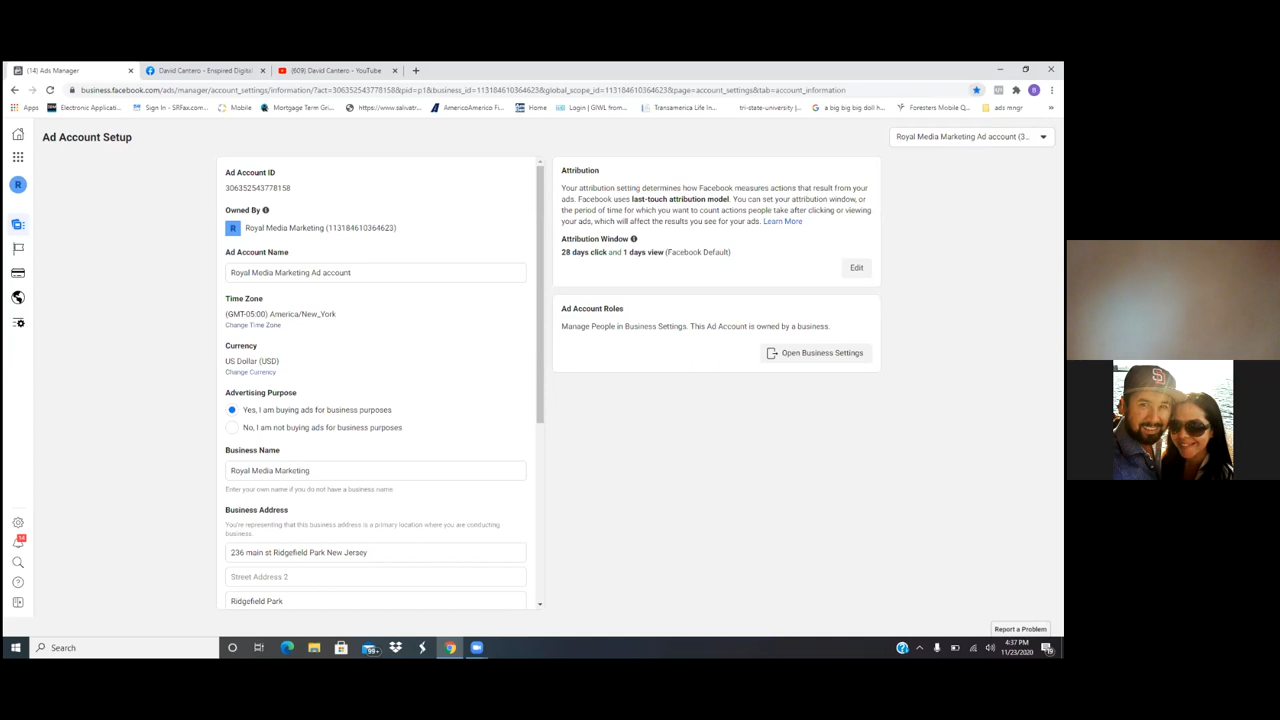 (14) Ads Manager
David Cantero - Enspired Digital
(609) David Cantero - YouTube
business.facebook.com/ads/manager/account_settings/information/?act=306352543778158&pid=p1&business_id=113184610364623&global_scope_id=113184610364623&page=account_settings&tab=account_information
Apps
Electronic Applicati...
Sign In - SRFax.com...
Mobile
Mortgage Term Gri...
https://www.salivatr...
AmericoAmerico Fi...
Home
Login | GIWL from...
Transamerica Life In...
tri-state-university |...
a big big big doll h...
Foresters Mobile Q...
ads mngr
Ad Account Setup
Royal Media Marketing Ad account (3...
Ad Account ID
306352543778158
Owned By
R Royal Media Marketing (113184610364623)
Ad Account Name
Royal Media Marketing Ad account
Time Zone
(GMT-05:00) America/New_York
Change Time Zone
Currency
US Dollar (USD)
Change Currency
Advertising Purpose
Yes, I am buying ads for business purposes
No, I am not buying ads for business purposes
Business Name
Royal Media Marketing
Enter your own name if you do not have a business name.
Business Address
You're representing that this business address is a primary location where you are conducting
business.
236 main st Ridgefield Park New Jersey
Street Address 2
Ridgefield Park
Attribution
Your attribution setting determines how Facebook measures actions that result from your
ads. Facebook uses last-touch attribution model. You can set your attribution window, or
the period of time for which you want to count actions people take after clicking or viewing
your ads, which will affect the results you see for your ads. Learn More
Attribution Window
28 days click and 1 days view (Facebook Default)
Edit
Ad Account Roles
Manage People in Business Settings. This Ad Account is owned by a business.
Open Business Settings
R
14
Report a Problem
Search
99+
4:37 PM
11/23/2020
19